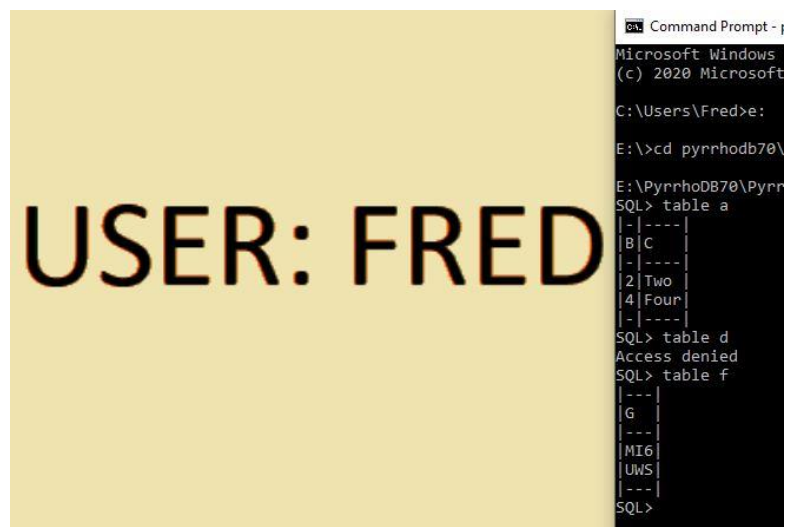 USER: FRED
Command Prompt - p
Microsoft Windows
(c) 2020 Microsoft
C:\Users\Fred>e:
E:\>cd pyrrhodb70\
E:\PyrrhoDB70\Pyrr
SQL> table a
|-|----|
|B|C   |
|-|----|
|2|Two |
|4|Four|
|-|----|
SQL> table d
Access denied
SQL> table f
|---|
|G  |
|---|
|MI6|
|UWS|
|---|
SQL>